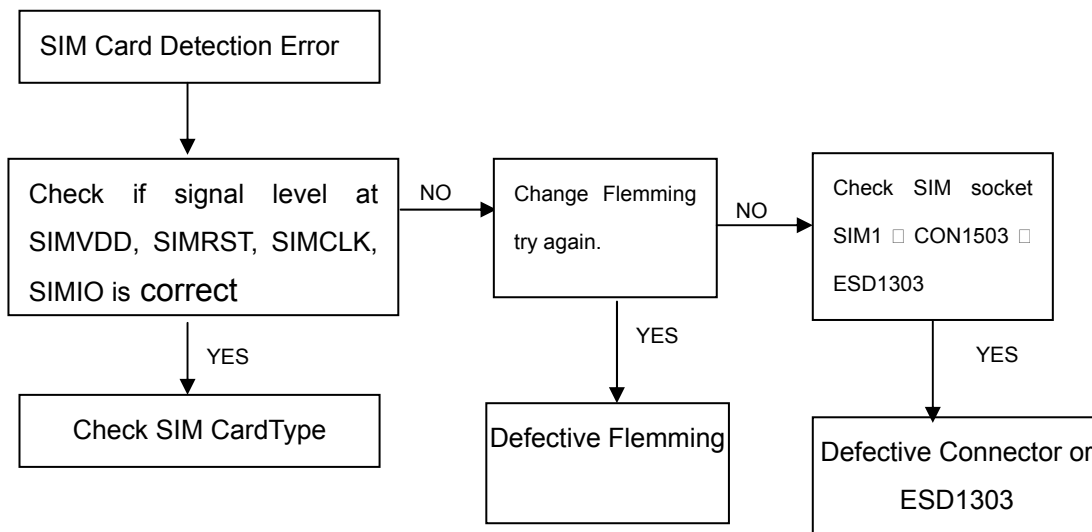 SIM Card Detection Error
Check if signal level at
SIMVDD, SIMRST, SIMCLK,
SIMIO is correct
NO
Change Flemming
try again.
NO
Check SIM socket
SIM1 □ CON1503 □
ESD1303
YES
YES
YES
Check SIM CardType
Defective Flemming
Defective Connector or
ESD1303